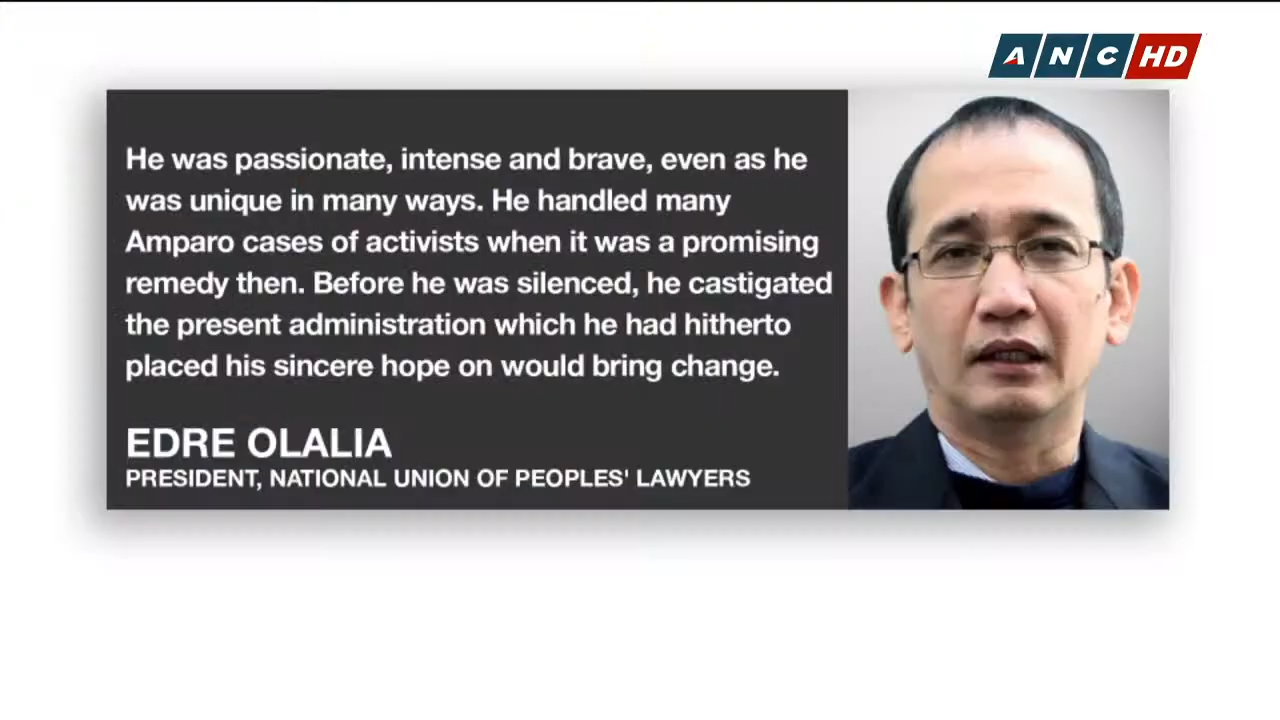 ANC HD
He was passionate, intense and brave, even as he
was unique in many ways. He handled many
Amparo cases of activists when it was a promising
remedy then. Before he was silenced, he castigated
the present administration which he had hitherto
placed his sincere hope on would bring change.
EDRE OLALIA
PRESIDENT, NATIONAL UNION OF PEOPLES' LAWYERS